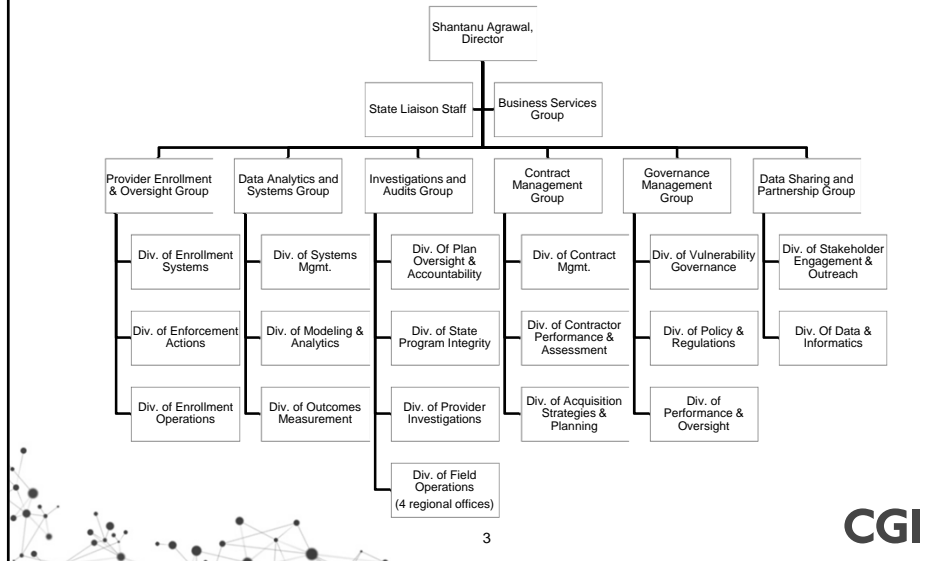 Shantanu Agrawal,
Director
State Liaison Staff
Business Services
Group
Provider Enrollment
& Oversight Group
Data Analytics and
Systems Group
Investigations and
Audits Group
Contract
Management
Group
Governance
Management
Group
Data Sharing and
Partnership Group
Div. of Enrollment
Systems
Div. of Systems
Mgmt.
Div. Of Plan
Oversight &
Accountability
Div. of Contract
Mgmt.
Div. of Vulnerability
Governance
Div. of Stakeholder
Engagement &
Outreach
Div. of Enforcement
Actions
Div. of Modeling &
Analytics
Div. of State
Program Integrity
Div. of Contractor
Performance &
Assessment
Div. of Policy &
Regulations
Div. Of Data &
Informatics
Div. of Enrollment
Operations
Div. of Outcomes
Measurement
Div. of Provider
Investigations
Div. of Acquisition
Strategies &
Planning
Div. of
Performance &
Oversight
Div. of Field
Operations
(4 regional offices)
3
CGI